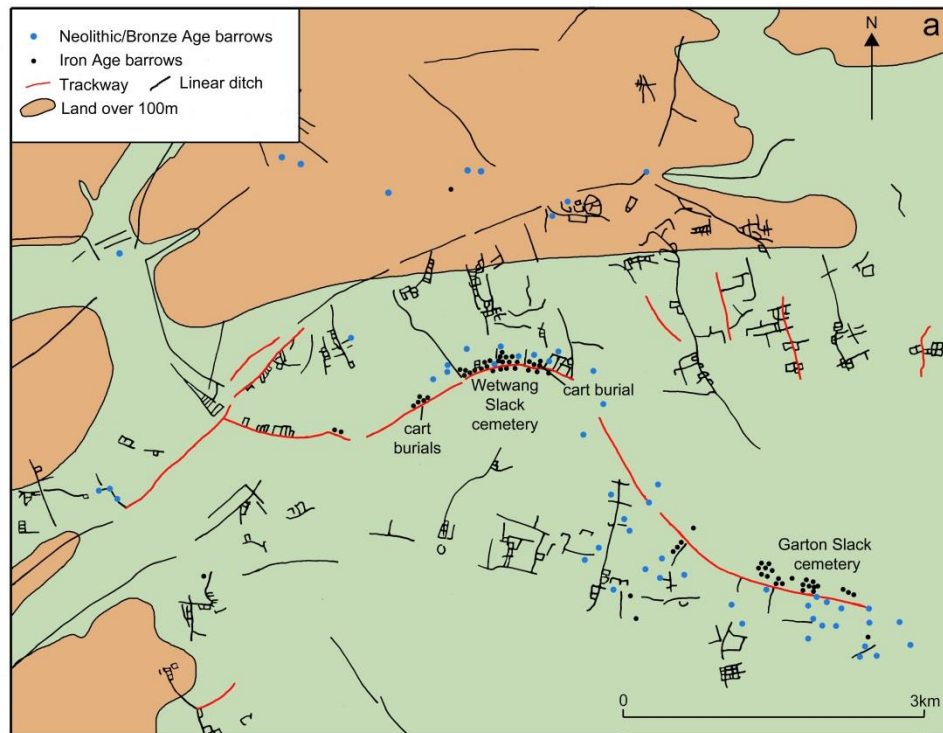 a
Neolithic/Bronze Age barrows
Iron Age barrows
Trackway
Linear ditch
Land over 100m
N
Wetwang
Slack
cemetery
cart burial
cart
burials
Garton Slack
cemetery
0
3km